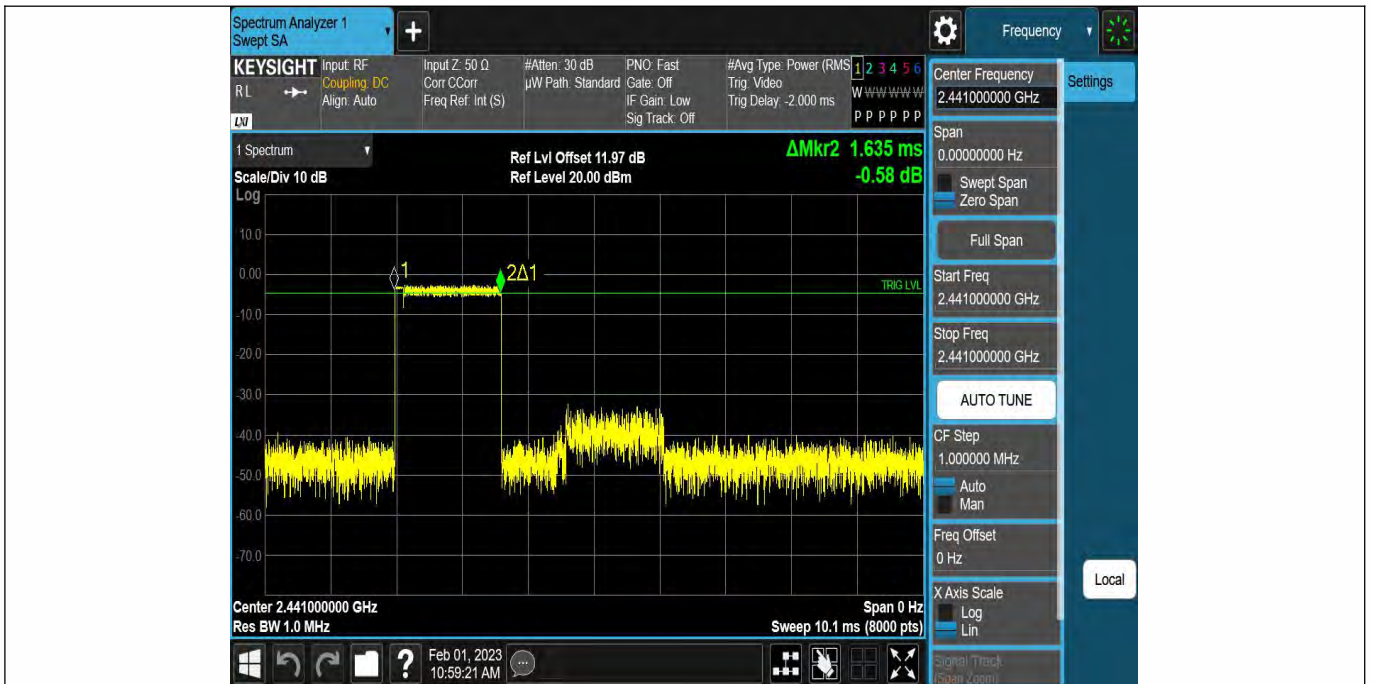 Spectrum Analyzer 1
Swept SA
+
Frequency
KEYSIGHT
RL
LXI
Input: RF
Coupling: DC
Align: Auto
Input Z: 50 Ω
Corr CCorr
Freq Ref: Int (S)
#Atten: 30 dB
µW Path: Standard
PNO: Fast
Gate: Off
IF Gain: Low
Sig Track: Off
#Avg Type: Power (RMS
Trig: Video
Trig Delay: -2.000 ms
1 2 3 4 5 6
W W W W W W
P P P P P P
1 Spectrum
Scale/Div 10 dB
Ref Lvl Offset 11.97 dB
Ref Level 20.00 dBm
ΔMkr2 1.635 ms
-0.58 dB
Log
10.0
0.00
-10.0
-20.0
-30.0
-40.0
-50.0
-60.0
-70.0
1
2Δ1
TRIG LVL
Center 2.441000000 GHz
Res BW 1.0 MHz
Span 0 Hz
Sweep 10.1 ms (8000 pts)
Center Frequency
2.441000000 GHz
Settings
Span
0.00000000 Hz
Swept Span
Zero Span
Full Span
Start Freq
2.441000000 GHz
Stop Freq
2.441000000 GHz
AUTO TUNE
CF Step
1.000000 MHz
Auto
Man
Freq Offset
0 Hz
X Axis Scale
Log
Lin
Signal Track
(Span Zoom)
Local
?
Feb 01, 2023
10:59:21 AM